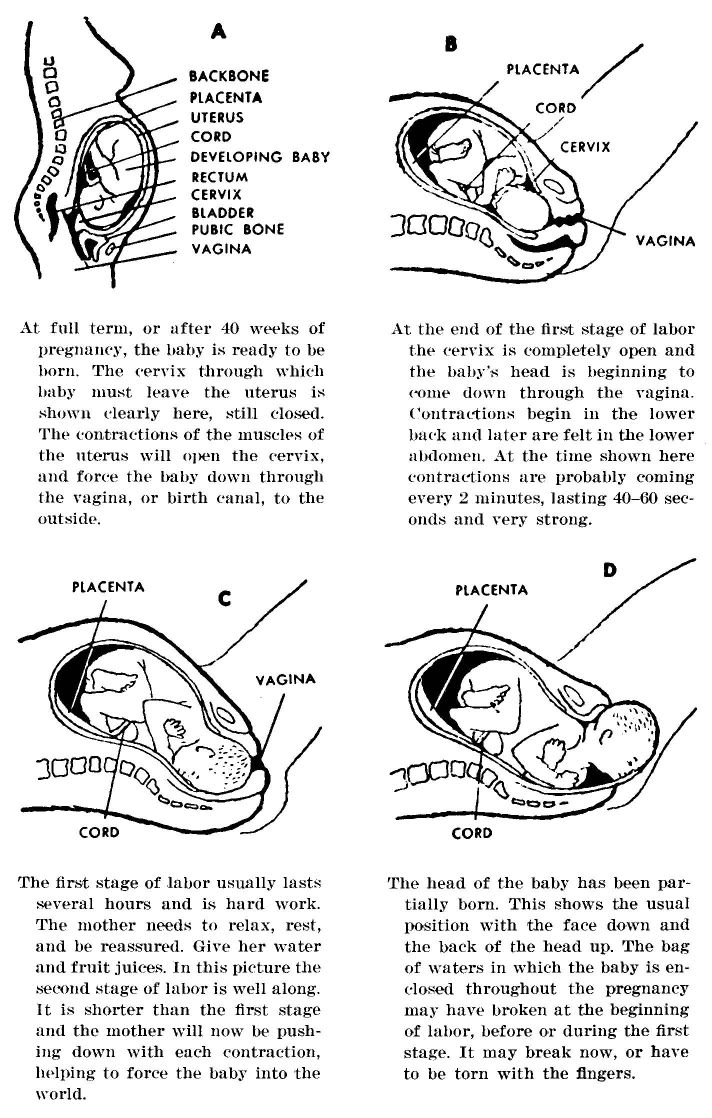 A
BACKBONE
PLACENTA
UTERUS
CORD
DEVELOPING BABY
RECTUM
CERVIX
BLADDER
PUBIC BONE
VAGINA
At full term, or after 40 weeks of
pregnancy, the baby is ready to be
born. The cervix through which
baby must leave the uterus is
shown clearly here, still closed.
The contractions of the muscles of
the uterus will open the cervix,
and force the baby down through
the vagina, or birth canal, to the
outside.
B
PLACENTA
CORD
CERVIX
VAGINA
At the end of the first stage of labor
the cervix is completely open and
the baby's head is beginning to
come down through the vagina.
Contractions begin in the lower
back and later are felt in the lower
abdomen. At the time shown here
contractions are probably coming
every 2 minutes, lasting 40–60 sec-
onds and very strong.
C
PLACENTA
VAGINA
CORD
The first stage of labor usually lasts
several hours and is hard work.
The mother needs to relax, rest,
and be reassured. Give her water
and fruit juices. In this picture the
second stage of labor is well along.
It is shorter than the first stage
and the mother will now be push-
ing down with each contraction,
helping to force the baby into the
world.
D
PLACENTA
CORD
The head of the baby has been par-
tially born. This shows the usual
position with the face down and
the back of the head up. The bag
of waters in which the baby is en-
closed throughout the pregnancy
may have broken at the beginning
of labor, before or during the first
stage. It may break now, or have
to be torn with the fingers.